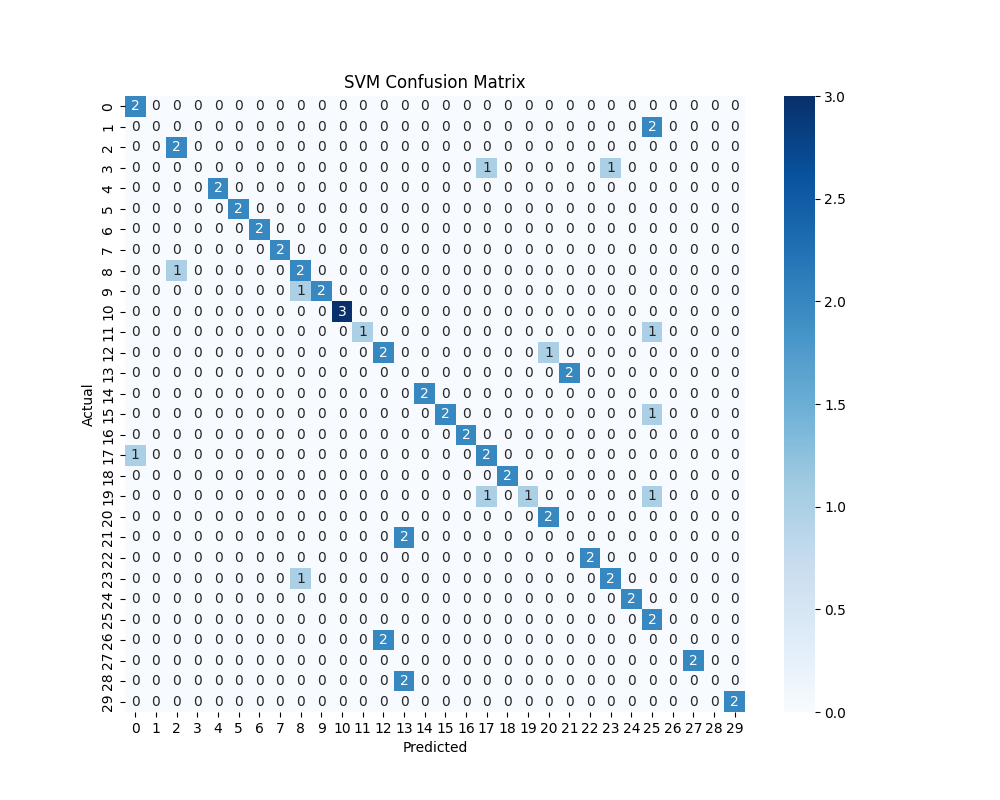 SVM Confusion Matrix
0 2 0 0 0 0 0 0 0 0 0 0 0 0 0 0 0 0 0 0 0 0 0 0 0 0 0 0 0 0 0
1 0 0 0 0 0 0 0 0 0 0 0 0 0 0 0 0 0 0 0 0 0 0 0 0 0 2 0 0 0 0
2 0 0 2 0 0 0 0 0 0 0 0 0 0 0 0 0 0 0 0 0 0 0 0 0 0 0 0 0 0 0
3 0 0 0 0 0 0 0 0 0 0 0 0 0 0 0 0 0 1 0 0 0 0 0 1 0 0 0 0 0 0
4 0 0 0 0 2 0 0 0 0 0 0 0 0 0 0 0 0 0 0 0 0 0 0 0 0 0 0 0 0 0
5 0 0 0 0 0 2 0 0 0 0 0 0 0 0 0 0 0 0 0 0 0 0 0 0 0 0 0 0 0 0
6 0 0 0 0 0 0 2 0 0 0 0 0 0 0 0 0 0 0 0 0 0 0 0 0 0 0 0 0 0 0
7 0 0 0 0 0 0 0 2 0 0 0 0 0 0 0 0 0 0 0 0 0 0 0 0 0 0 0 0 0 0
8 0 0 1 0 0 0 0 0 2 0 0 0 0 0 0 0 0 0 0 0 0 0 0 0 0 0 0 0 0 0
9 0 0 0 0 0 0 0 0 1 2 0 0 0 0 0 0 0 0 0 0 0 0 0 0 0 0 0 0 0 0
10 0 0 0 0 0 0 0 0 0 0 3 0 0 0 0 0 0 0 0 0 0 0 0 0 0 0 0 0 0 0
11 0 0 0 0 0 0 0 0 0 0 0 1 0 0 0 0 0 0 0 0 0 0 0 0 0 1 0 0 0 0
12 0 0 0 0 0 0 0 0 0 0 0 0 2 0 0 0 0 0 0 0 1 0 0 0 0 0 0 0 0 0
13 0 0 0 0 0 0 0 0 0 0 0 0 0 0 0 0 0 0 0 0 0 2 0 0 0 0 0 0 0 0
14 0 0 0 0 0 0 0 0 0 0 0 0 0 0 2 0 0 0 0 0 0 0 0 0 0 0 0 0 0 0
15 0 0 0 0 0 0 0 0 0 0 0 0 0 0 0 2 0 0 0 0 0 0 0 0 0 1 0 0 0 0
16 0 0 0 0 0 0 0 0 0 0 0 0 0 0 0 0 2 0 0 0 0 0 0 0 0 0 0 0 0 0
17 1 0 0 0 0 0 0 0 0 0 0 0 0 0 0 0 0 2 0 0 0 0 0 0 0 0 0 0 0 0
18 0 0 0 0 0 0 0 0 0 0 0 0 0 0 0 0 0 0 2 0 0 0 0 0 0 0 0 0 0 0
19 0 0 0 0 0 0 0 0 0 0 0 0 0 0 0 0 0 1 0 1 0 0 0 0 0 1 0 0 0 0
20 0 0 0 0 0 0 0 0 0 0 0 0 0 0 0 0 0 0 0 0 2 0 0 0 0 0 0 0 0 0
21 0 0 0 0 0 0 0 0 0 0 0 0 0 2 0 0 0 0 0 0 0 0 0 0 0 0 0 0 0 0
22 0 0 0 0 0 0 0 0 0 0 0 0 0 0 0 0 0 0 0 0 0 0 2 0 0 0 0 0 0 0
23 0 0 0 0 0 0 0 0 1 0 0 0 0 0 0 0 0 0 0 0 0 0 0 2 0 0 0 0 0 0
24 0 0 0 0 0 0 0 0 0 0 0 0 0 0 0 0 0 0 0 0 0 0 0 0 2 0 0 0 0 0
25 0 0 0 0 0 0 0 0 0 0 0 0 0 0 0 0 0 0 0 0 0 0 0 0 0 2 0 0 0 0
26 0 0 0 0 0 0 0 0 0 0 0 0 2 0 0 0 0 0 0 0 0 0 0 0 0 0 0 0 0 0
27 0 0 0 0 0 0 0 0 0 0 0 0 0 0 0 0 0 0 0 0 0 0 0 0 0 0 0 2 0 0
28 0 0 0 0 0 0 0 0 0 0 0 0 0 2 0 0 0 0 0 0 0 0 0 0 0 0 0 0 0 0
29 0 0 0 0 0 0 0 0 0 0 0 0 0 0 0 0 0 0 0 0 0 0 0 0 0 0 0 0 0 2
0 1 2 3 4 5 6 7 8 9 10 11 12 13 14 15 16 17 18 19 20 21 22 23 24 25 26 27 28 29
Predicted
Actual
3.0
2.5
2.0
1.5
1.0
0.5
0.0